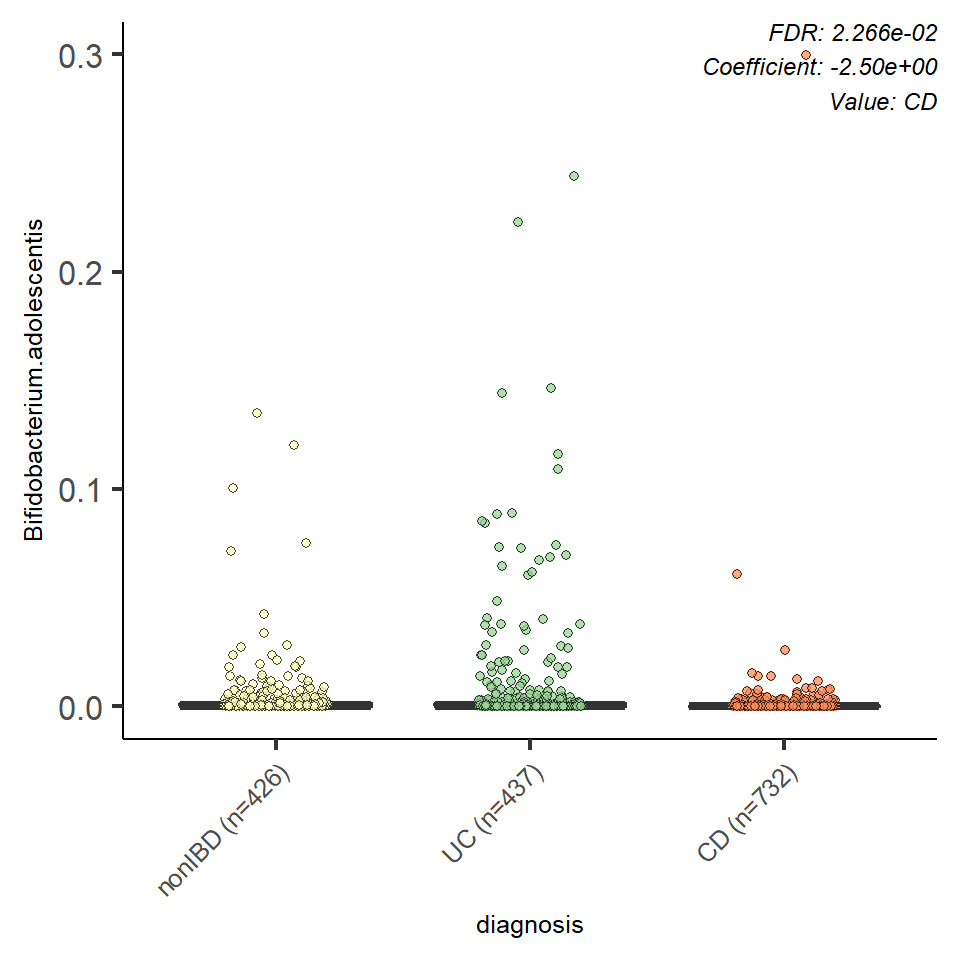 FDR: 2.266e-02
Coefficient: -2.50e+00
Value: CD
Bifidobacterium.adolescentis
0.3
0.2
0.1
0.0
nonIBD (n=426)
UC (n=437)
CD (n=732)
diagnosis